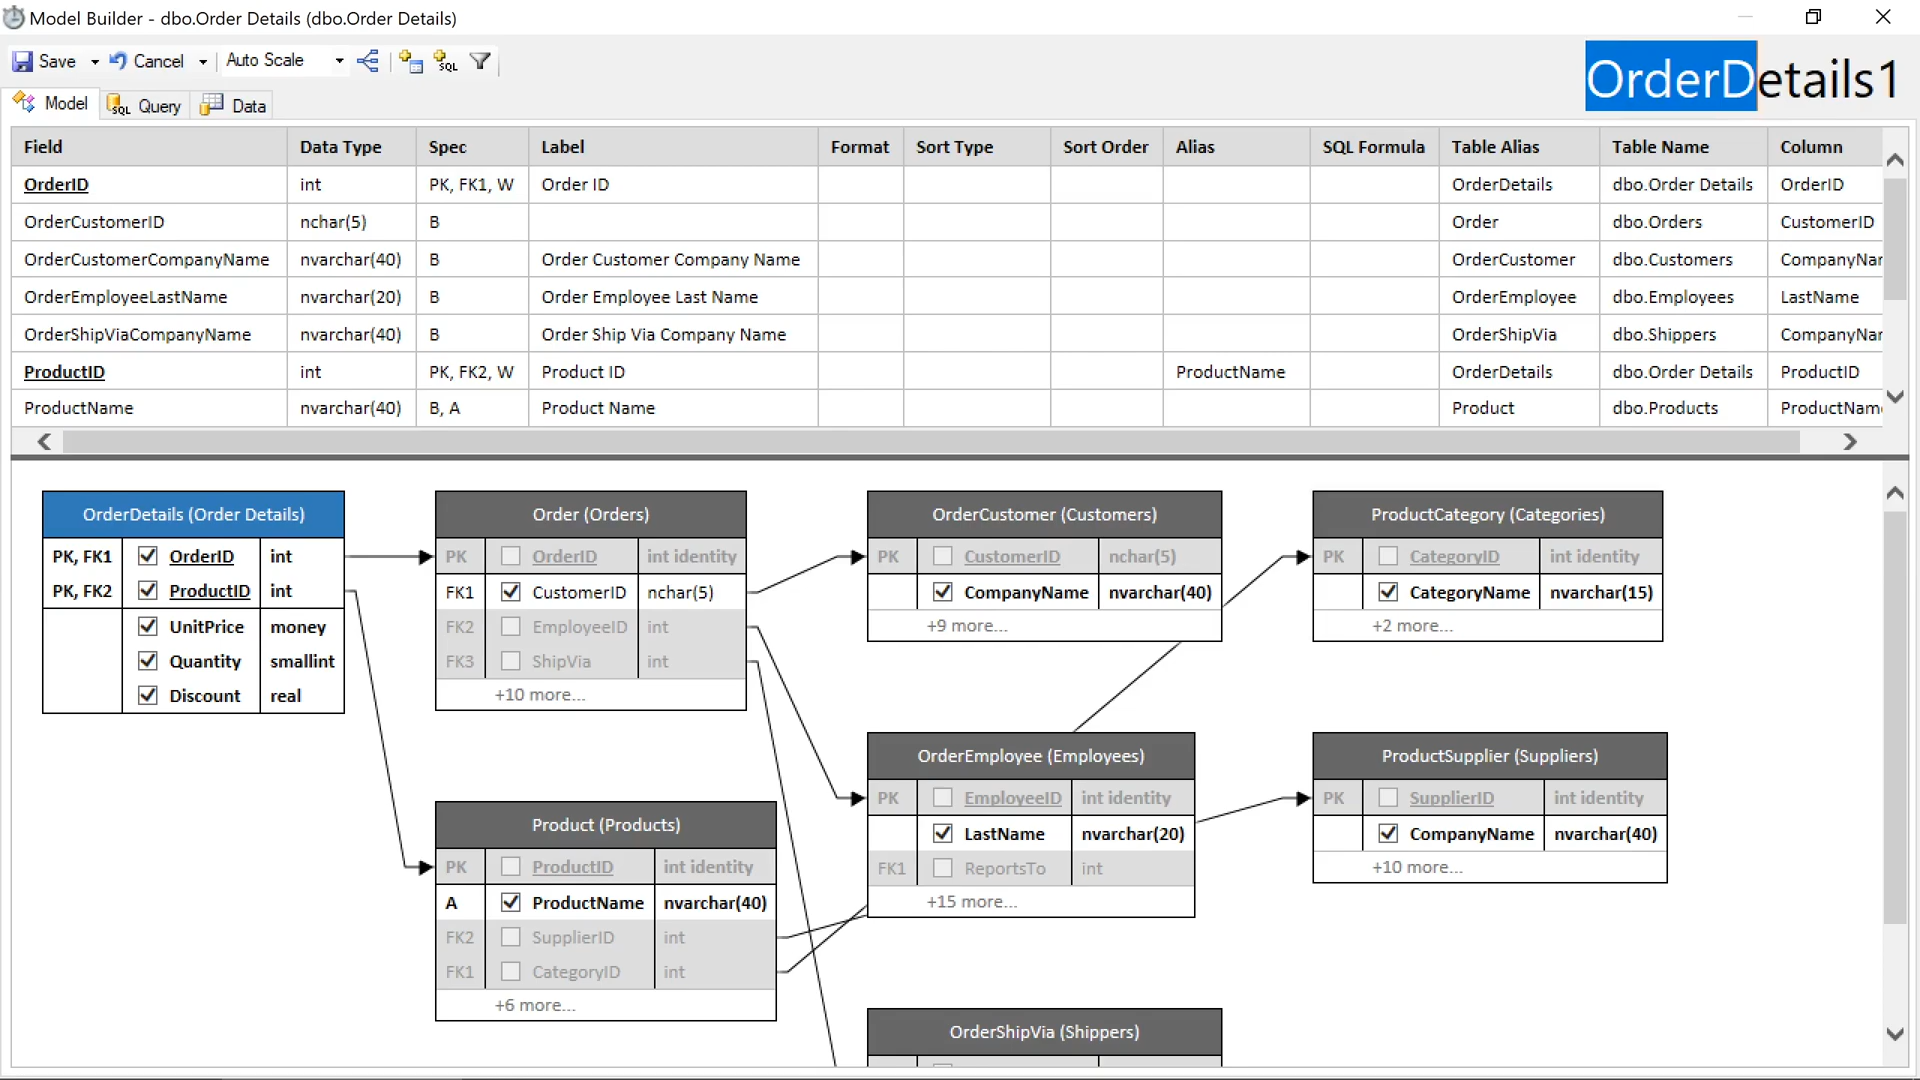 Model Builder - dbo.Order Details (dbo.Order Details)
Save Cancel Auto Scale SQL
OrderDetails1
Model SQL Query Data
Field Data Type Spec Label Format Sort Type Sort Order Alias SQL Formula Table Alias Table Name Column
OrderID int PK, FK1, W Order ID OrderDetails dbo.Order Details OrderID
OrderCustomerID nchar(5) B Order dbo.Orders CustomerID
OrderCustomerCompanyName nvarchar(40) B Order Customer Company Name OrderCustomer dbo.Customers CompanyNar
OrderEmployeeLastName nvarchar(20) B Order Employee Last Name OrderEmployee dbo.Employees LastName
OrderShipViaCompanyName nvarchar(40) B Order Ship Via Company Name OrderShipVia dbo.Shippers CompanyNar
ProductID int PK, FK2, W Product ID ProductName OrderDetails dbo.Order Details ProductID
ProductName nvarchar(40) B, A Product Name Product dbo.Products ProductName
OrderDetails (Order Details)
PK, FK1 OrderID int
PK, FK2 ProductID int
UnitPrice money
Quantity smallint
Discount real
Order (Orders)
PK OrderID int identity
FK1 CustomerID nchar(5)
FK2 EmployeeID int
FK3 ShipVia int
+10 more...
OrderCustomer (Customers)
PK CustomerID nchar(5)
CompanyName nvarchar(40)
+9 more...
ProductCategory (Categories)
PK CategoryID int identity
CategoryName nvarchar(15)
+2 more...
Product (Products)
PK ProductID int identity
A ProductName nvarchar(40)
FK2 SupplierID int
FK1 CategoryID int
+6 more...
OrderEmployee (Employees)
PK EmployeeID int identity
LastName nvarchar(20)
FK1 ReportsTo int
+15 more...
ProductSupplier (Suppliers)
PK SupplierID int identity
CompanyName nvarchar(40)
+10 more...
OrderShipVia (Shippers)